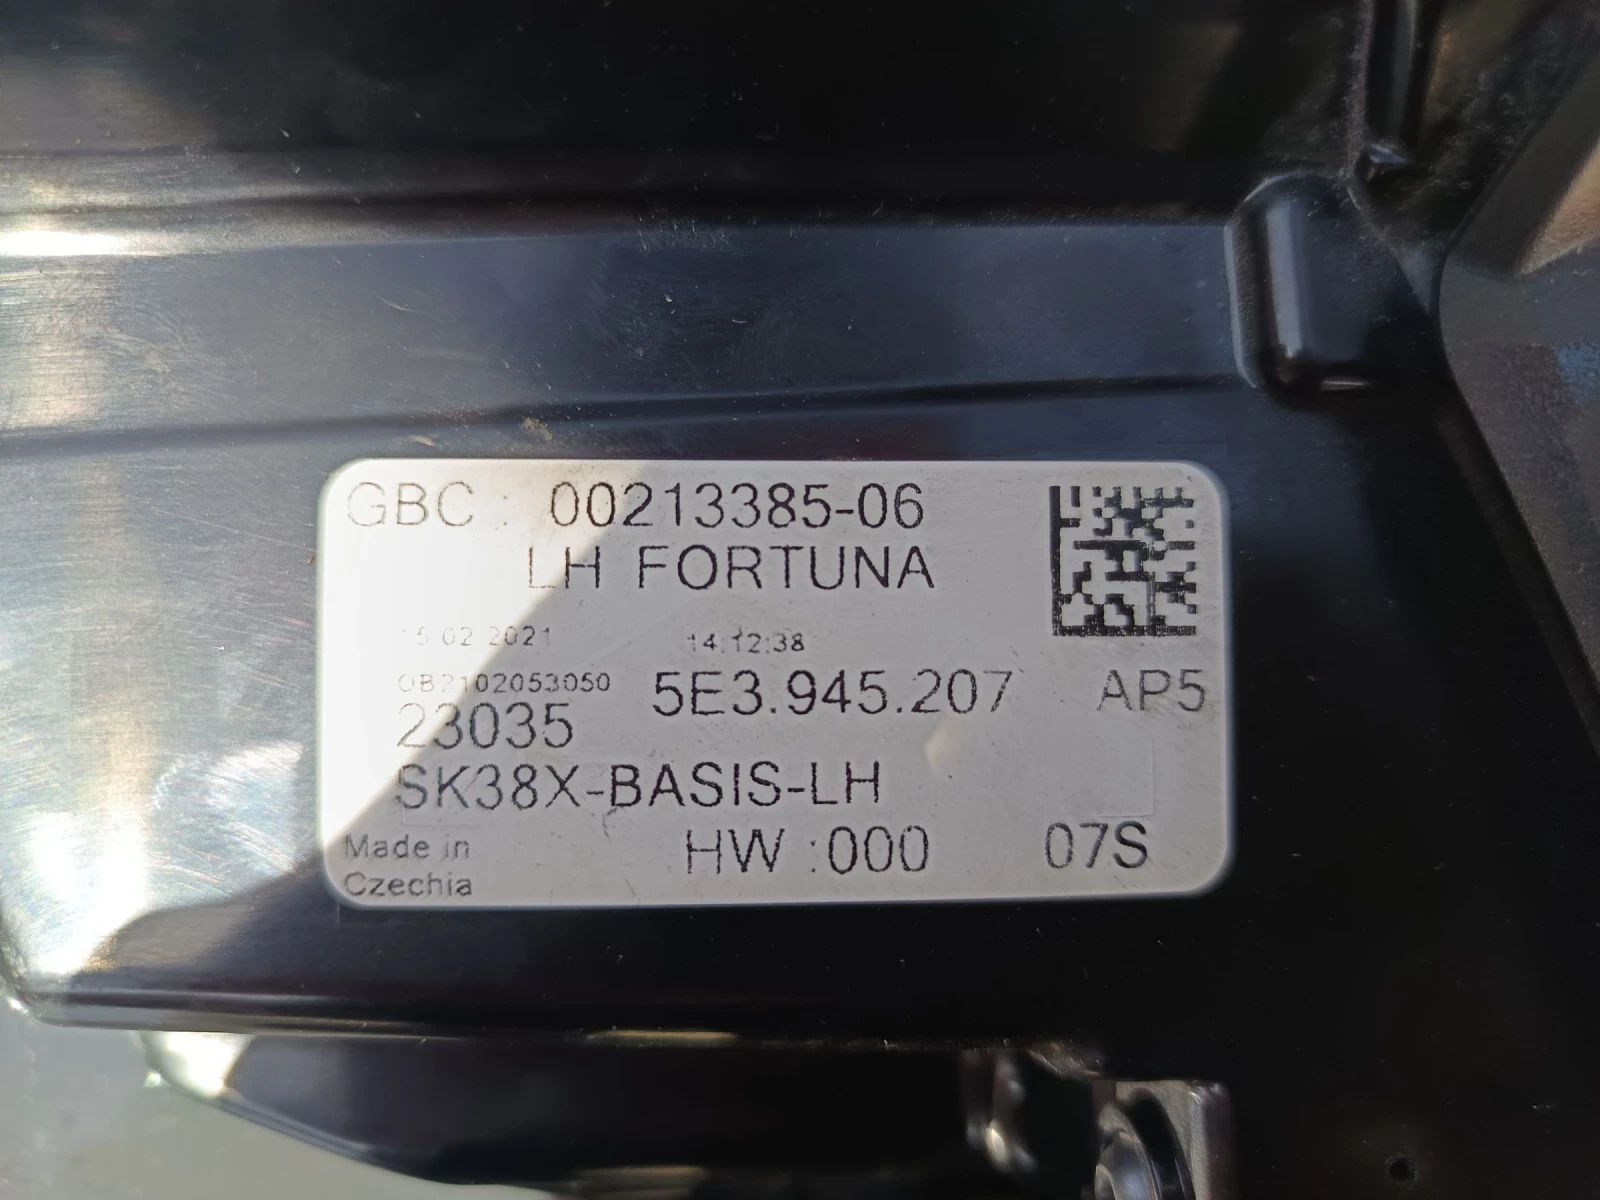 GBC : 00213385-06
LH FORTUNA
15.02.2021 14:12:38
OB2102053050 5E3.945.207 AP5
23035
SK38X-BASIS-LH
Made in HW :000 07S
Czechia